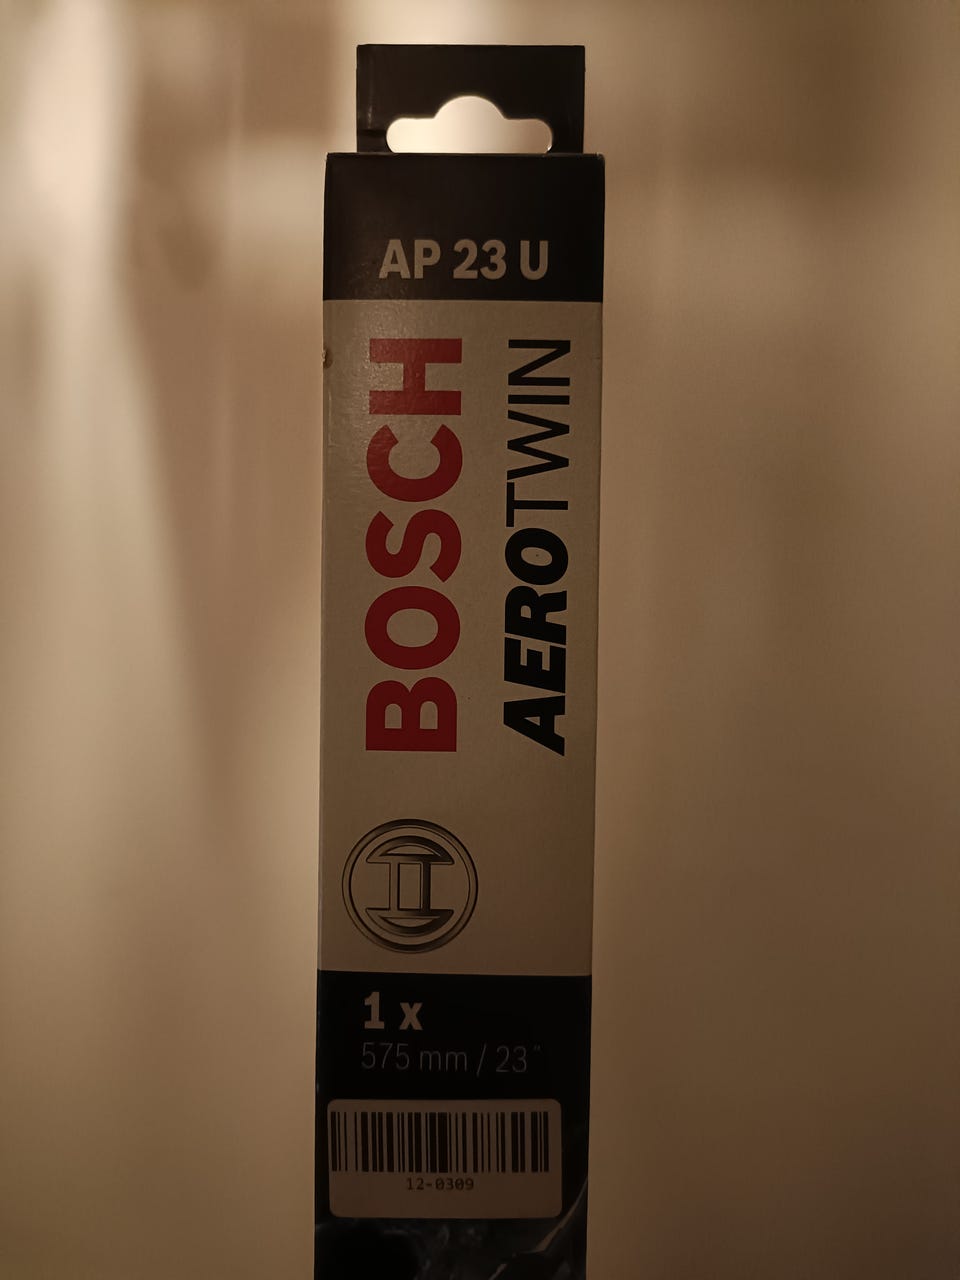 AP 23 U
BOSCH
AEROTWIN
1 x
575 mm / 23"
12-0309